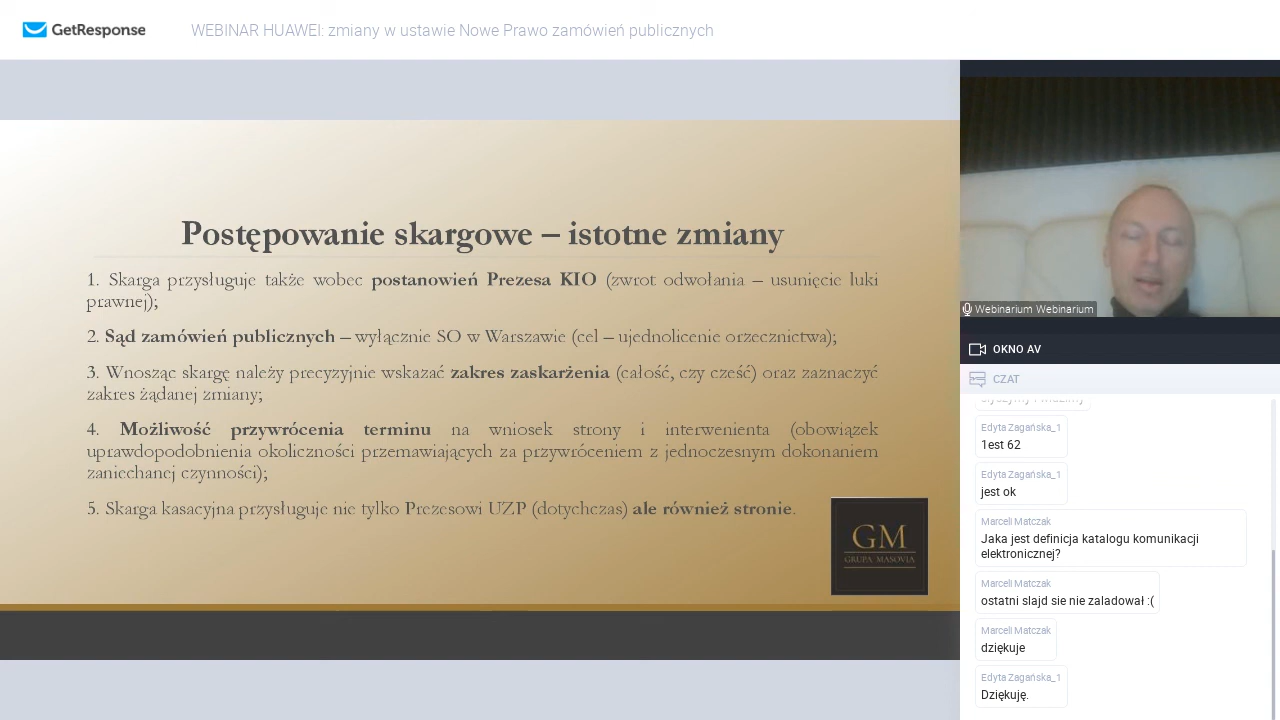 GetResponse
WEBINAR HUAWEI: zmiany w ustawie Nowe Prawo zamówień publicznych
Postępowanie skargowe – istotne zmiany
1. Skarga przysługuje także wobec postanowień Prezesa KIO (zwrot odwołania – usunięcie luki
prawnej);
2. Sąd zamówień publicznych – wyłącznie SO w Warszawie (cel – ujednolicenie orzecznictwa);
3. Wnosząc skargę należy precyzyjnie wskazać zakres zaskarżenia (całość, czy cześć) oraz zaznaczyć
zakres żądanej zmiany;
4. Możliwość przywrócenia terminu na wniosek strony i interwenienta (obowiązek
uprawdopodobnienia okoliczności przemawiających za przywróceniem z jednoczesnym dokonaniem
zaniechanej czynności);
5. Skarga kasacyjna przysługuje nie tylko Prezesowi UZP (dotychczas) ale również stronie.
GM
GRUPA MASOVIA
Webinarium Webinarium
OKNO AV
CZAT
Edyta Zagańska_1
1est 62
Edyta Zagańska_1
jest ok
Marceli Matczak
Jaka jest definicja katalogu komunikacji
elektronicznej?
Marceli Matczak
ostatni slajd sie nie zaladował :(
Marceli Matczak
dziękuje
Edyta Zagańska_1
Dziękuję.